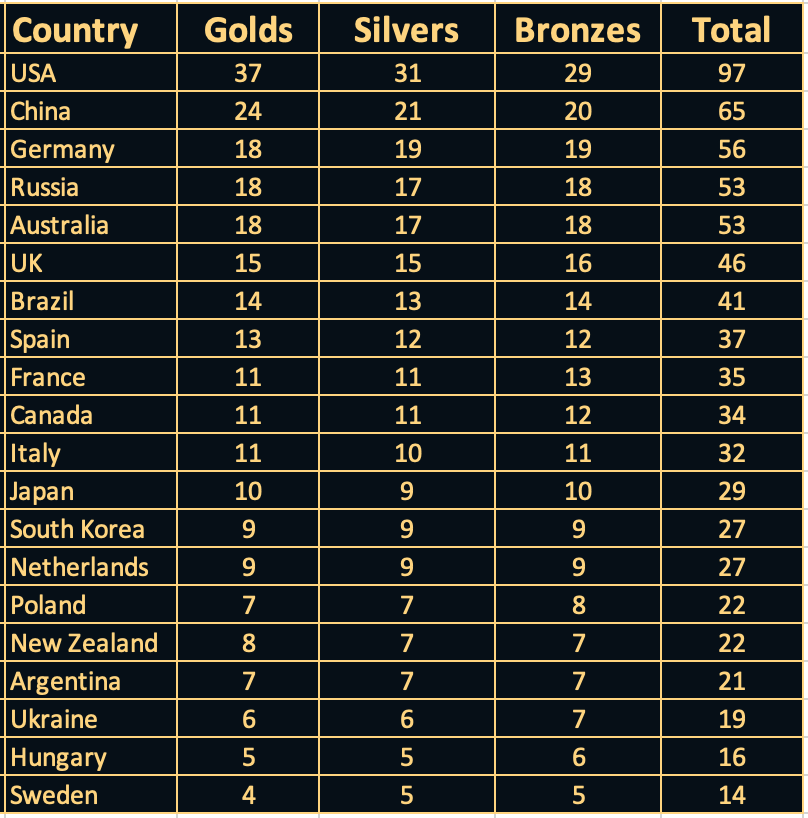 Country Golds Silvers Bronzes Total
USA 37 31 29 97
China 24 21 20 65
Germany 18 19 19 56
Russia 18 17 18 53
Australia 18 17 18 53
UK 15 15 16 46
Brazil 14 13 14 41
Spain 13 12 12 37
France 11 11 13 35
Canada 11 11 12 34
Italy 11 10 11 32
Japan 10 9 10 29
South Korea 9 9 9 27
Netherlands 9 9 9 27
Poland 7 7 8 22
New Zealand 8 7 7 22
Argentina 7 7 7 21
Ukraine 6 6 7 19
Hungary 5 5 6 16
Sweden 4 5 5 14